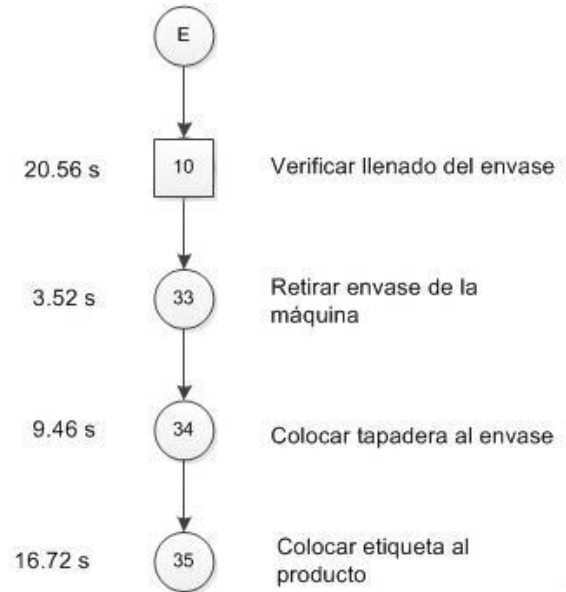 E
20.56 s
10
Verificar llenado del envase
3.52 s
33
Retirar envase de la
máquina
9.46 s
34
Colocar tapadera al envase
16.72 s
35
Colocar etiqueta al
producto